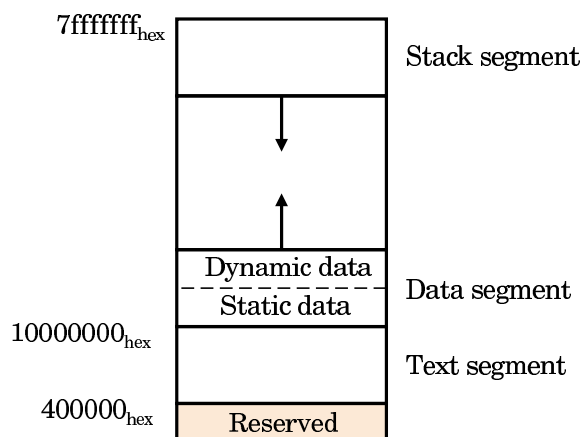 7fffffffhex
Stack segment
Dynamic data
Static data
Data segment
10000000hex
Text segment
400000hex
Reserved